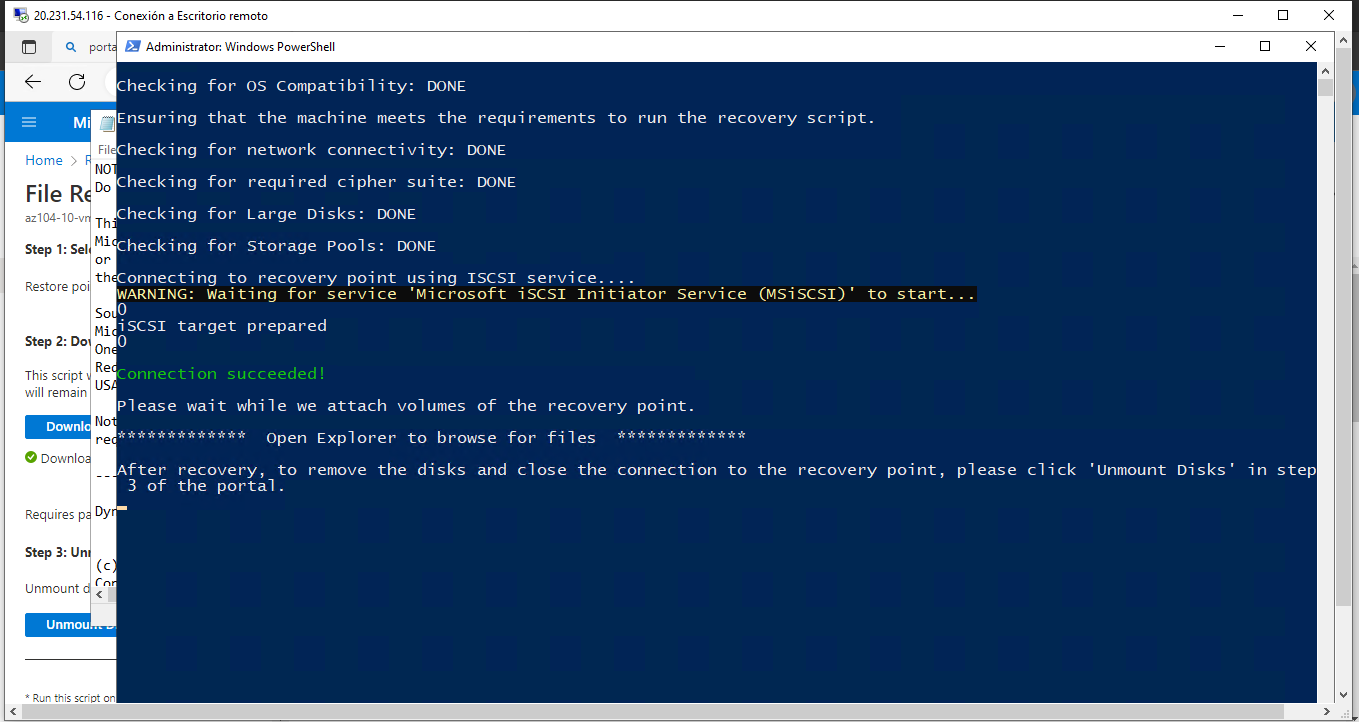 20.231.54.116 - Conexión a Escritorio remoto
porta
Administrator: Windows PowerShell
Mi
File
Home > R
File Re
az104-10-vm
Step 1: Sele
Restore poi
Step 2: Dov
This script w
will remain
Downlo
Downloa
Requires pa
Step 3: Unr
Unmount d
Unmount Di
* Run this script on
NOT
Do
Thi
Mic
or
the
Sou
Mic
One
Red
USA
Not
rec
---
Dyn
(c)
Cor
Checking for OS Compatibility: DONE
Ensuring that the machine meets the requirements to run the recovery script.
Checking for network connectivity: DONE
Checking for required cipher suite: DONE
Checking for Large Disks: DONE
Checking for Storage Pools: DONE
Connecting to recovery point using ISCSI service....
WARNING: Waiting for service 'Microsoft iSCSI Initiator Service (MSiSCSI)' to start...
0
iSCSI target prepared
0
Connection succeeded!
Please wait while we attach volumes of the recovery point.
************* Open Explorer to browse for files *************
After recovery, to remove the disks and close the connection to the recovery point, please click 'Unmount Disks' in step
3 of the portal.